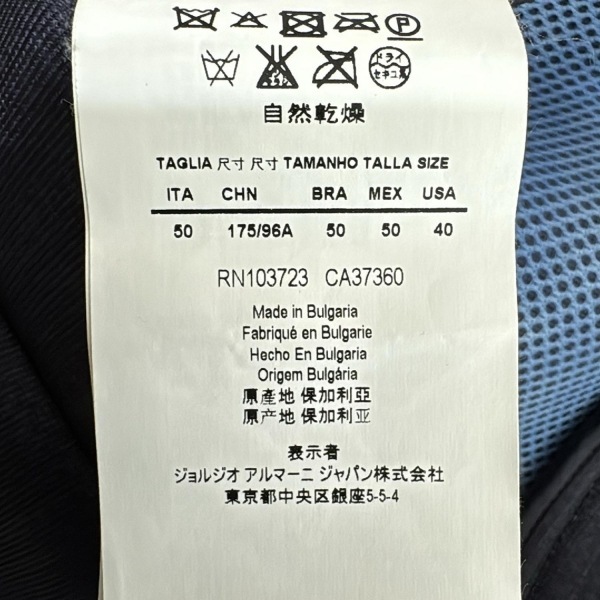 P
ドライ
セキユ系
自然乾燥
TAGLIA 尺寸 尺寸 TAMANHO TALLA SIZE
ITA CHN BRA MEX USA
50 175/96A 50 50 40
RN103723 CA37360
Made in Bulgaria
Fabriqué en Bulgarie
Hecho En Bulgaria
Origem Bulgária
原產地 保加利亞
原产地 保加利亚
表示者
ジョルジオ アルマーニ ジャパン株式会社
東京都中央区銀座5-5-4